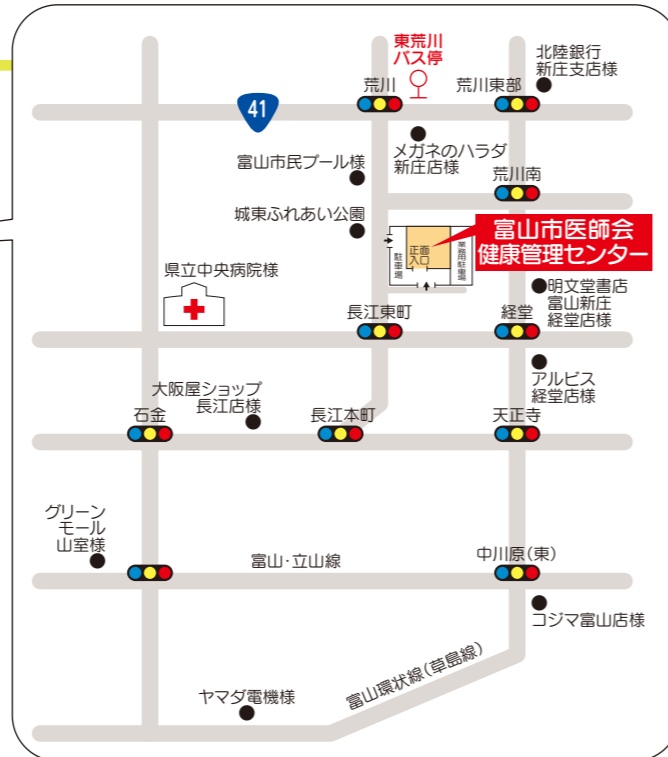 東荒川
バス停
北陸銀行
新庄支店様
荒川
荒川東部
41
メガネのハラダ
新庄店様
富山市民プール様
荒川南
城東ふれあい公園
富山市医師会
健康管理センター
正面
入口
駐車場
業務用駐車場
県立中央病院様
明文堂書店
富山新庄
経堂店様
長江東町
経堂
アルビス
経堂店様
大阪屋ショップ
長江店様
石金
長江本町
天正寺
グリーン
モール
山室様
富山・立山線
中川原(東)
コジマ富山店様
富山環状線(草島線)
ヤマダ電機様